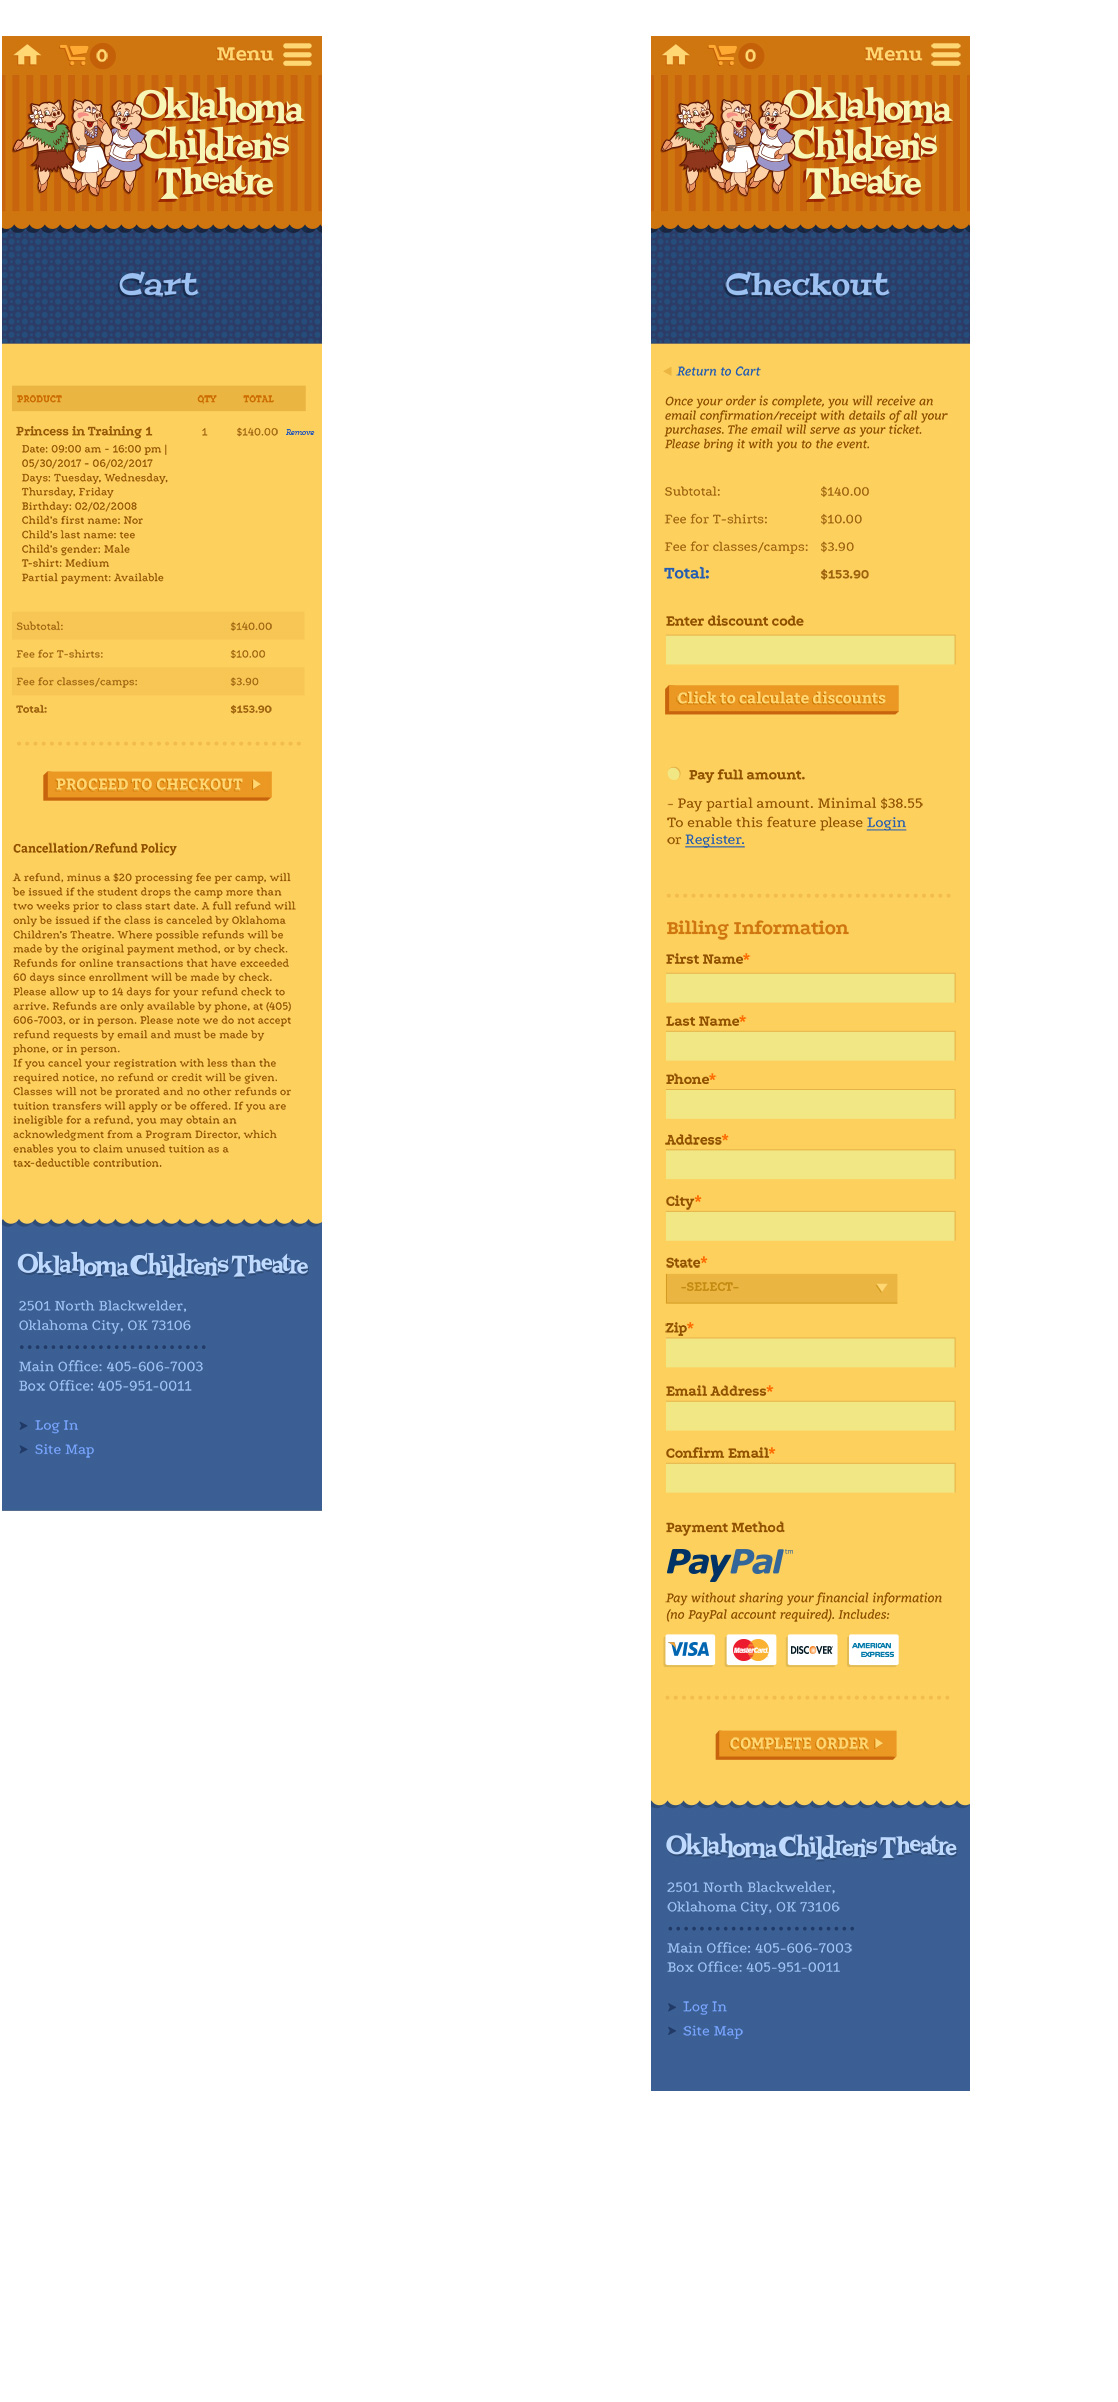 0 Menu
Oklahoma
Children's
Theatre
Cart
PRODUCT QTY TOTAL
Princess in Training 1 1 $140.00 Remove
Date: 09:00 am - 16:00 pm |
05/30/2017 - 06/02/2017
Days: Tuesday, Wednesday,
Thursday, Friday
Birthday: 02/02/2008
Child's first name: Nor
Child's last name: tee
Child's gender: Male
T-shirt: Medium
Partial payment: Available
Subtotal: $140.00
Fee for T-shirts: $10.00
Fee for classes/camps: $3.90
Total: $153.90
PROCEED TO CHECKOUT
Cancellation/Refund Policy
A refund, minus a $20 processing fee per camp, will
be issued if the student drops the camp more than
two weeks prior to class start date. A full refund will
only be issued if the class is canceled by Oklahoma
Children's Theatre. Where possible refunds will be
made by the original payment method, or by check.
Refunds for online transactions that have exceeded
60 days since enrollment will be made by check.
Please allow up to 14 days for your refund check to
arrive. Refunds are only available by phone, at (405)
606-7003, or in person. Please note we do not accept
refund requests by email and must be made by
phone, or in person.
If you cancel your registration with less than the
required notice, no refund or credit will be given.
Classes will not be prorated and no other refunds or
tuition transfers will apply or be offered. If you are
ineligible for a refund, you may obtain an
acknowledgment from a Program Director, which
enables you to claim unused tuition as a
tax-deductible contribution.
Oklahoma Children's Theatre
2501 North Blackwelder,
Oklahoma City, OK 73106
Main Office: 405-606-7003
Box Office: 405-951-0011
Log In
Site Map
0 Menu
Oklahoma
Children's
Theatre
Checkout
Return to Cart
Once your order is complete, you will receive an
email confirmation/receipt with details of all your
purchases. The email will serve as your ticket.
Please bring it with you to the event.
Subtotal: $140.00
Fee for T-shirts: $10.00
Fee for classes/camps: $3.90
Total: $153.90
Enter discount code
Click to calculate discounts
Pay full amount.
- Pay partial amount. Minimal $38.55
To enable this feature please Login
or Register.
Billing Information
First Name*
Last Name*
Phone*
Address*
City*
State*
-SELECT-
Zip*
Email Address*
Confirm Email*
Payment Method
PayPal™
Pay without sharing your financial information
(no PayPal account required). Includes:
VISA MasterCard DISCOVER AMERICAN EXPRESS
COMPLETE ORDER
Oklahoma Children's Theatre
2501 North Blackwelder,
Oklahoma City, OK 73106
Main Office: 405-606-7003
Box Office: 405-951-0011
Log In
Site Map